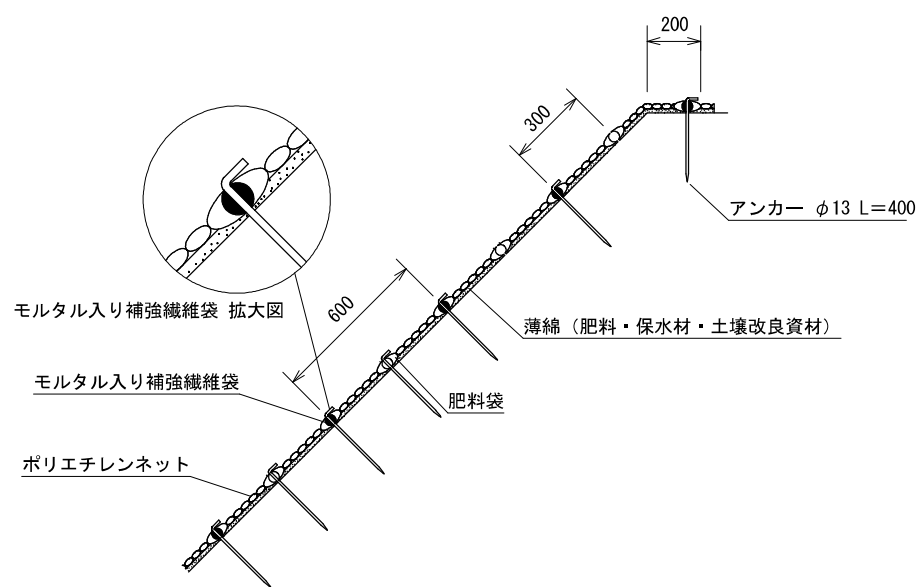 200
300
アンカー φ13 L=400
モルタル入り補強繊維袋 拡大図
600
薄綿（肥料・保水材・土壌改良資材）
モルタル入り補強繊維袋
肥料袋
ポリエチレンネット